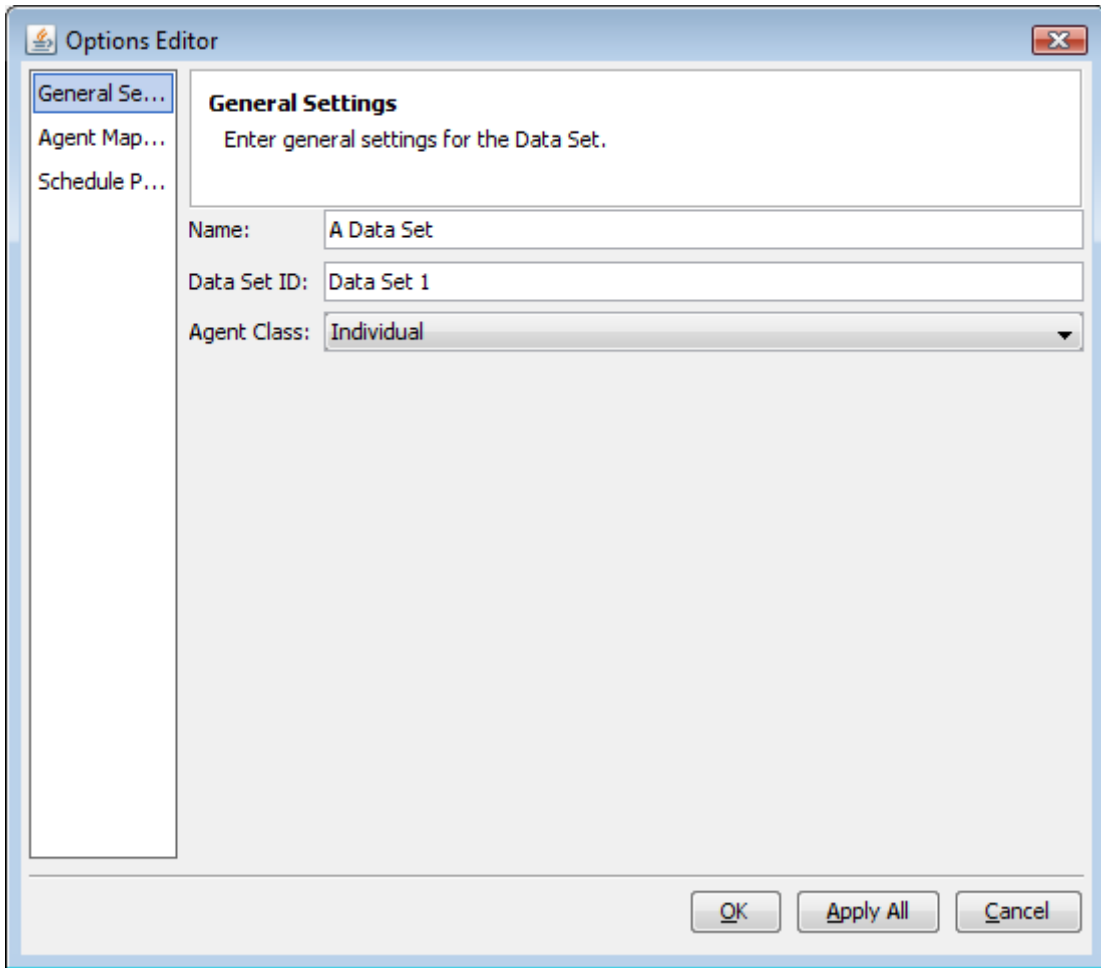 Options Editor
General Se...
Agent Map...
Schedule P...
General Settings
Enter general settings for the Data Set.
Name: A Data Set
Data Set ID: Data Set 1
Agent Class: Individual
OK Apply All Cancel